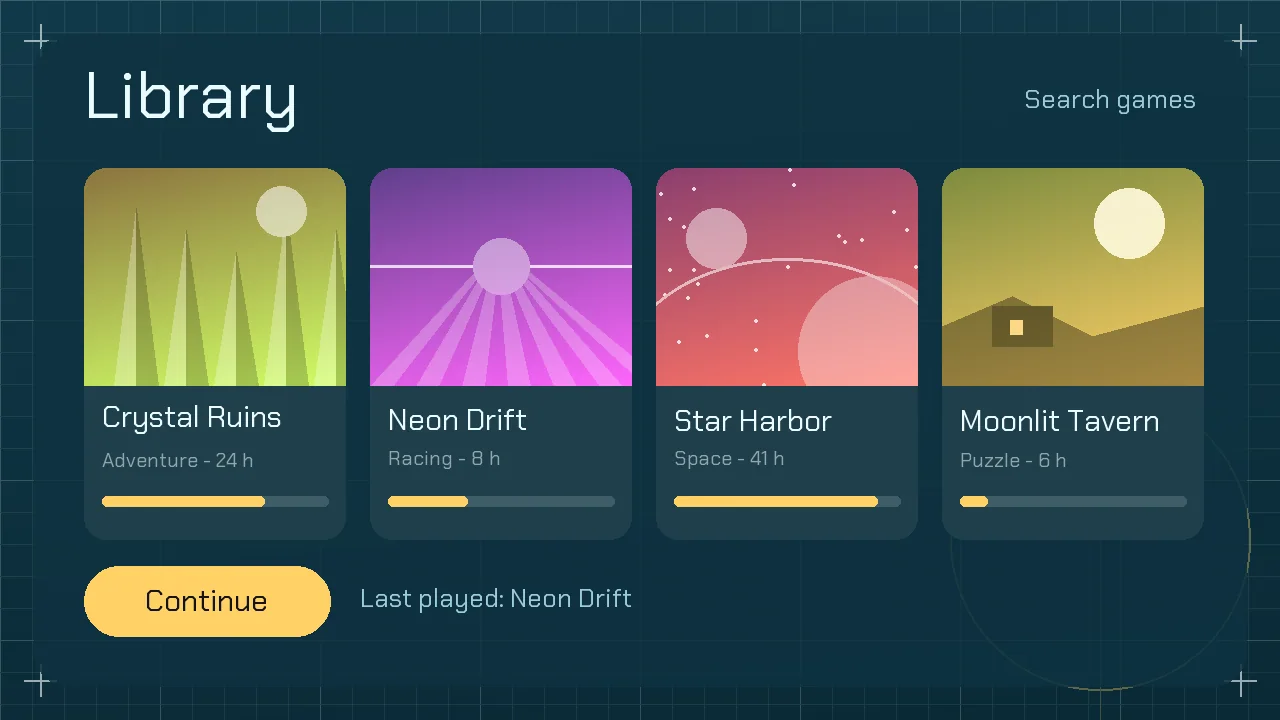 Library
Search games
Crystal Ruins
Adventure - 24 h
Neon Drift
Racing - 8 h
Star Harbor
Space - 41 h
Moonlit Tavern
Puzzle - 6 h
Continue
Last played: Neon Drift